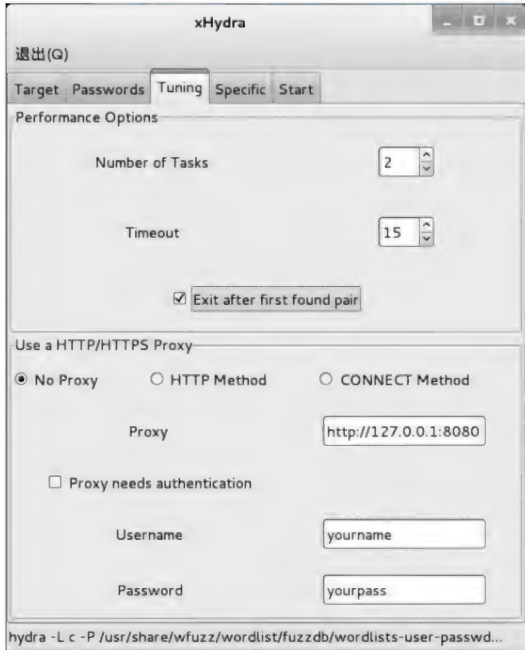 xHydra
退出(Q)
Target Passwords Tuning Specific Start
Performance Options
Number of Tasks 2
Timeout 15
Exit after first found pair
Use a HTTP/HTTPS Proxy
No Proxy HTTP Method CONNECT Method
Proxy http://127.0.0.1:8080
Proxy needs authentication
Username yourname
Password yourpass
hydra -L c -P /usr/share/wfuzz/wordlist/fuzzdb/wordlists-user-passwd...